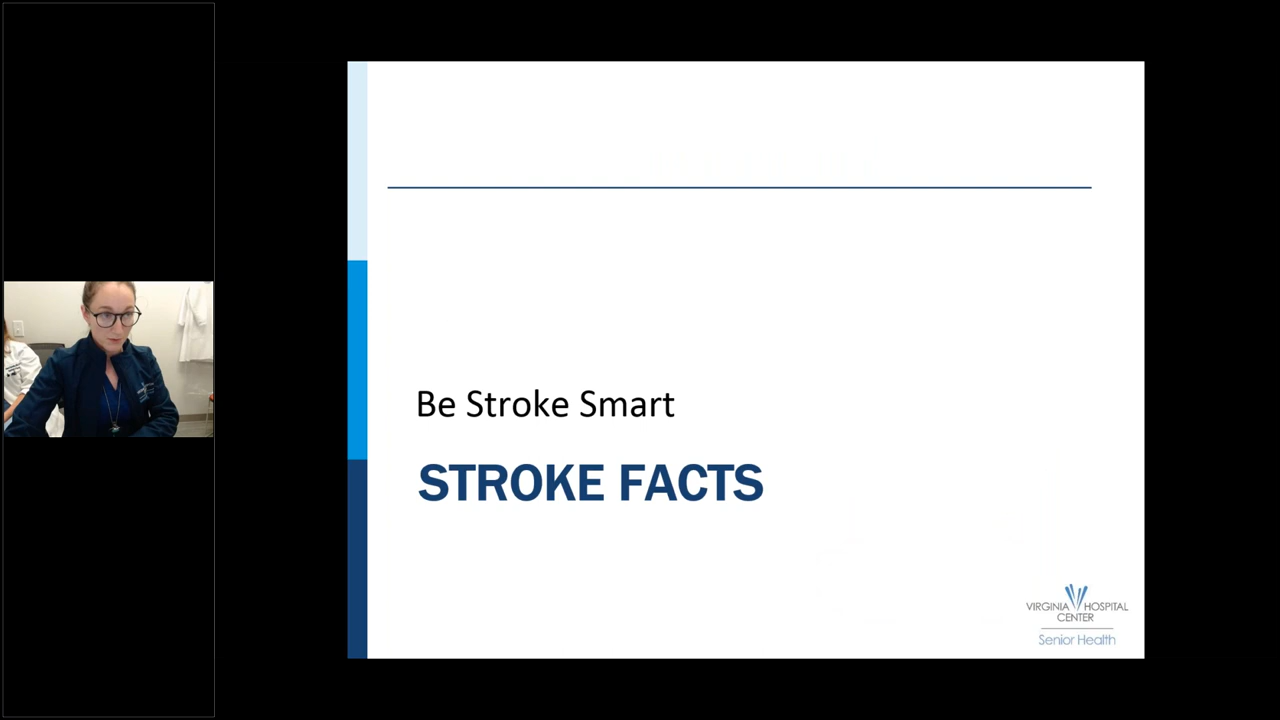 Be Stroke Smart
STROKE FACTS
VIRGINIA HOSPITAL
CENTER
Senior Health